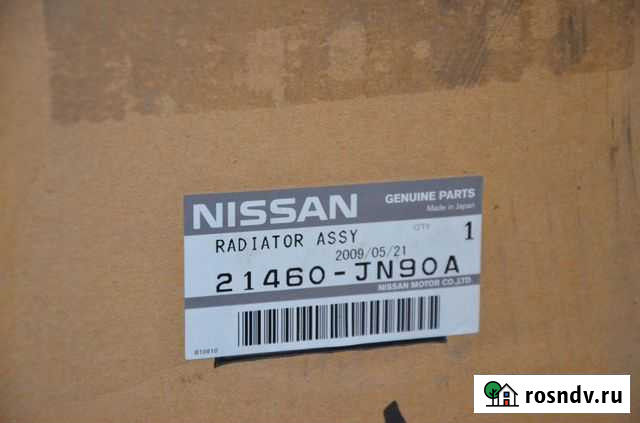 NISSAN
GENUINE PARTS
Made in Japan
RADIATOR ASSY
Q'TY 1
2009/05/21
21460-JN90A
NISSAN MOTOR CO.,LTD
rosndv.ru